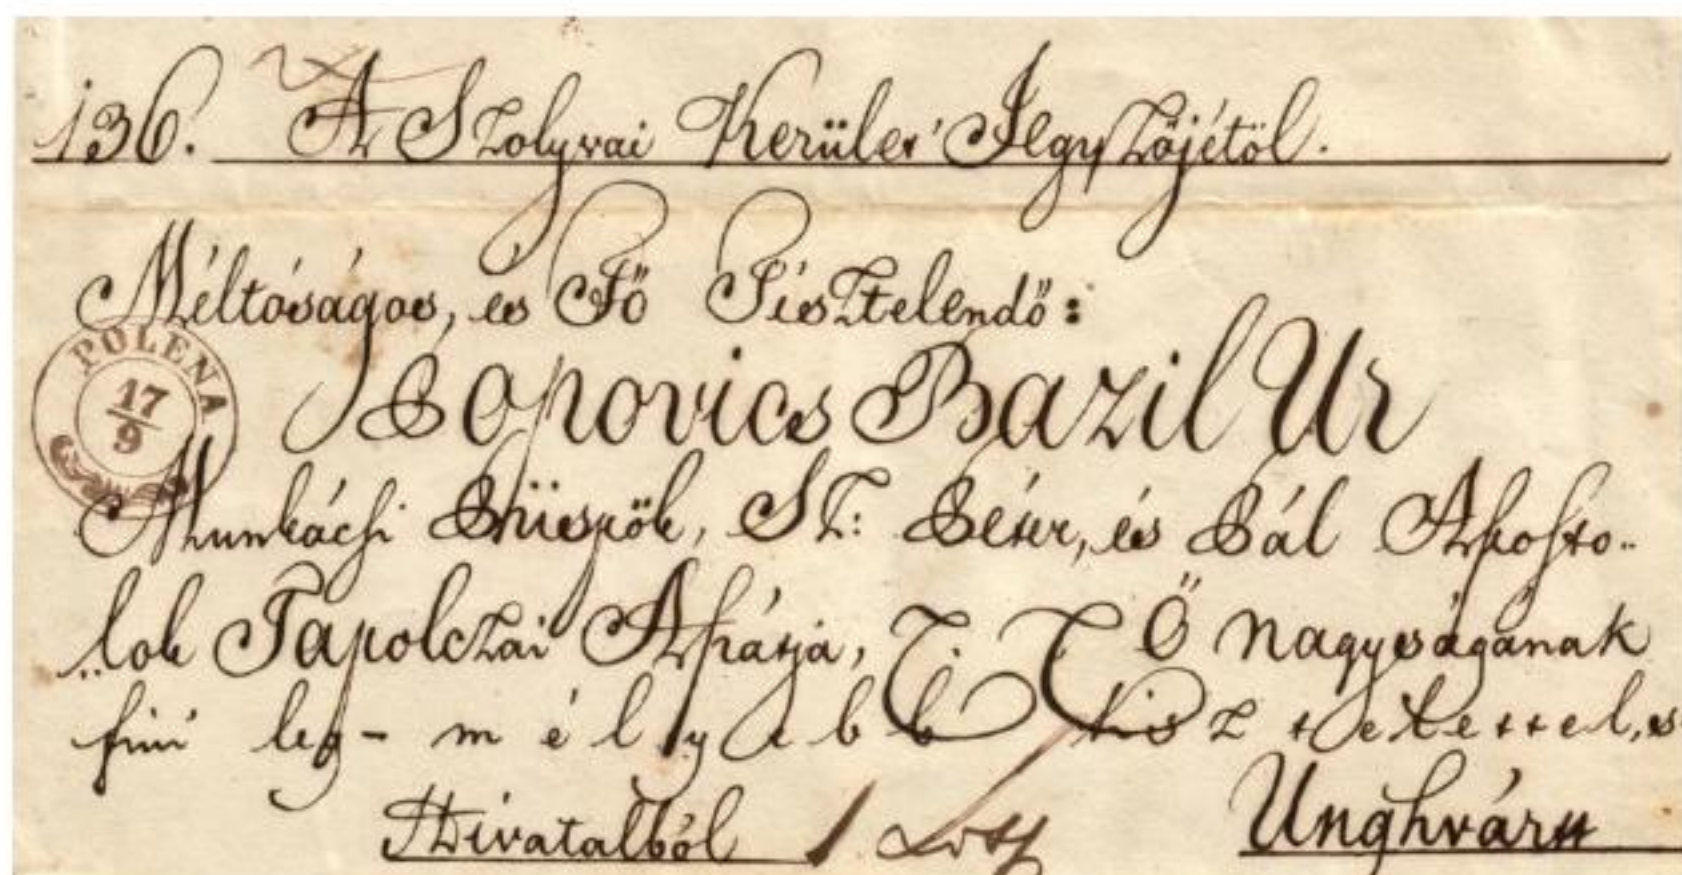 136. A Szolyvai Kerület Jegyzőjétől.
Méltóságos, és Fő Tisztelendő:
POLENA
17
9
Popovics Bazil Ur
Munkácsi Püspök, Sz: Péter, és Pál Aposto-
lok Tapolczai Apátja, T. T. Ő Nagyságának
fiui leg-mélyebb tisztelettel, s
Hivatalból 1 Loth Unghvártt